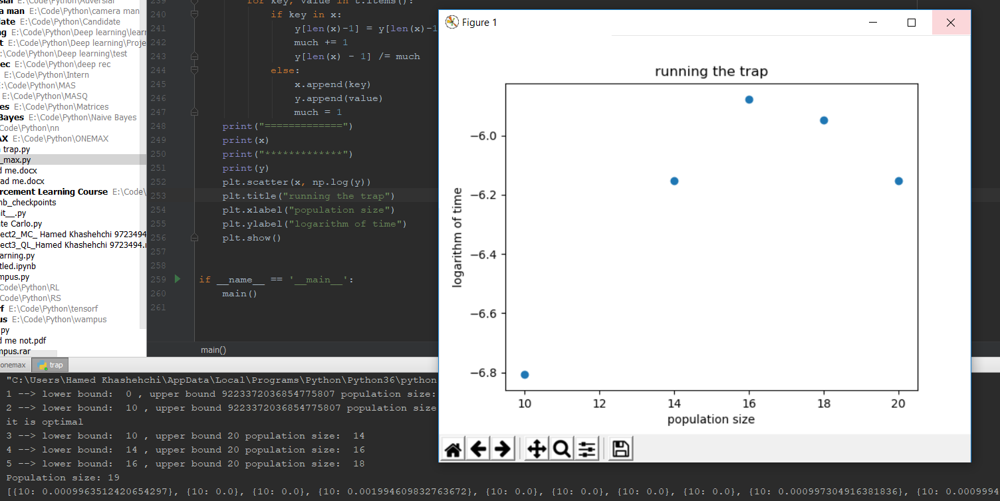 sial E:\Code\Python\Adversial
a man E:\Code\Python\camera man
date E:\Code\Python\Candidate
ng E:\Code\Python\Deep learning\learn
t E:\Code\Python\Deep learning\Proje
:\Code\Python\Deep learning\test
ec E:\Code\Python\deep rec
E:\Code\Python\Intern
:\Code\Python\MAS
E:\Code\Python\MASQ
es E:\Code\Python\Matrices
Bayes E:\Code\Python\Naive Bayes
Code\Python\nn
AX E:\Code\Python\ONEMAX
trap.py
_max.py
d me.docx
ad me.docx
rcement Learning Course E:\Code\
nb_checkpoints
it__.py
te Carlo.py
ect2_MC_ Hamed Khashehchi 9723494
ect3_QL_Hamed Khashehchi 9723494.
arning.py
tled.ipynb
mpus.py
Code\Python\RL
Code\Python\RS
rf E:\Code\Python\tensorf
us E:\Code\Python\wampus
py
d me not.pdf
mpus.rar
239 for key, value in t.items():
240 if key in x:
241 y[len(x)-1] = y[len(x)-1
242 much += 1
243 y[len(x) - 1] /= much
244 else:
245 x.append(key)
246 y.append(value)
247 much = 1
248 print("=============")
249 print(x)
250 print("*************")
251 print(y)
252 plt.scatter(x, np.log(y))
253 plt.title("running the trap")
254 plt.xlabel("population size")
255 plt.ylabel("logarithm of time")
256 plt.show()
257
258
259 if __name__ == '__main__':
260 main()
261
main()
Figure 1
running the trap
−6.0
−6.2
−6.4
−6.6
−6.8
logarithm of time
10 12 14 16 18 20
population size
onemax trap
"C:\Users\Hamed Khashehchi\AppData\Local\Programs\Python\Python36\python
1 --> lower bound: 0 , upper bound 9223372036854775807 population size:
2 --> lower bound: 10 , upper bound 9223372036854775807 population size
it is optimal
3 --> lower bound: 10 , upper bound 20 population size: 14
4 --> lower bound: 14 , upper bound 20 population size: 16
5 --> lower bound: 16 , upper bound 20 population size: 18
Population size: 19
[{10: 0.0009963512420654297}, {10: 0.0}, {10: 0.0}, {10: 0.001994609832763672}, {10: 0.0}, {10: 0.0}, {10: 0.0}, {10: 0.0}, {10: 0.000997304916381836}, {10: 0.0009994